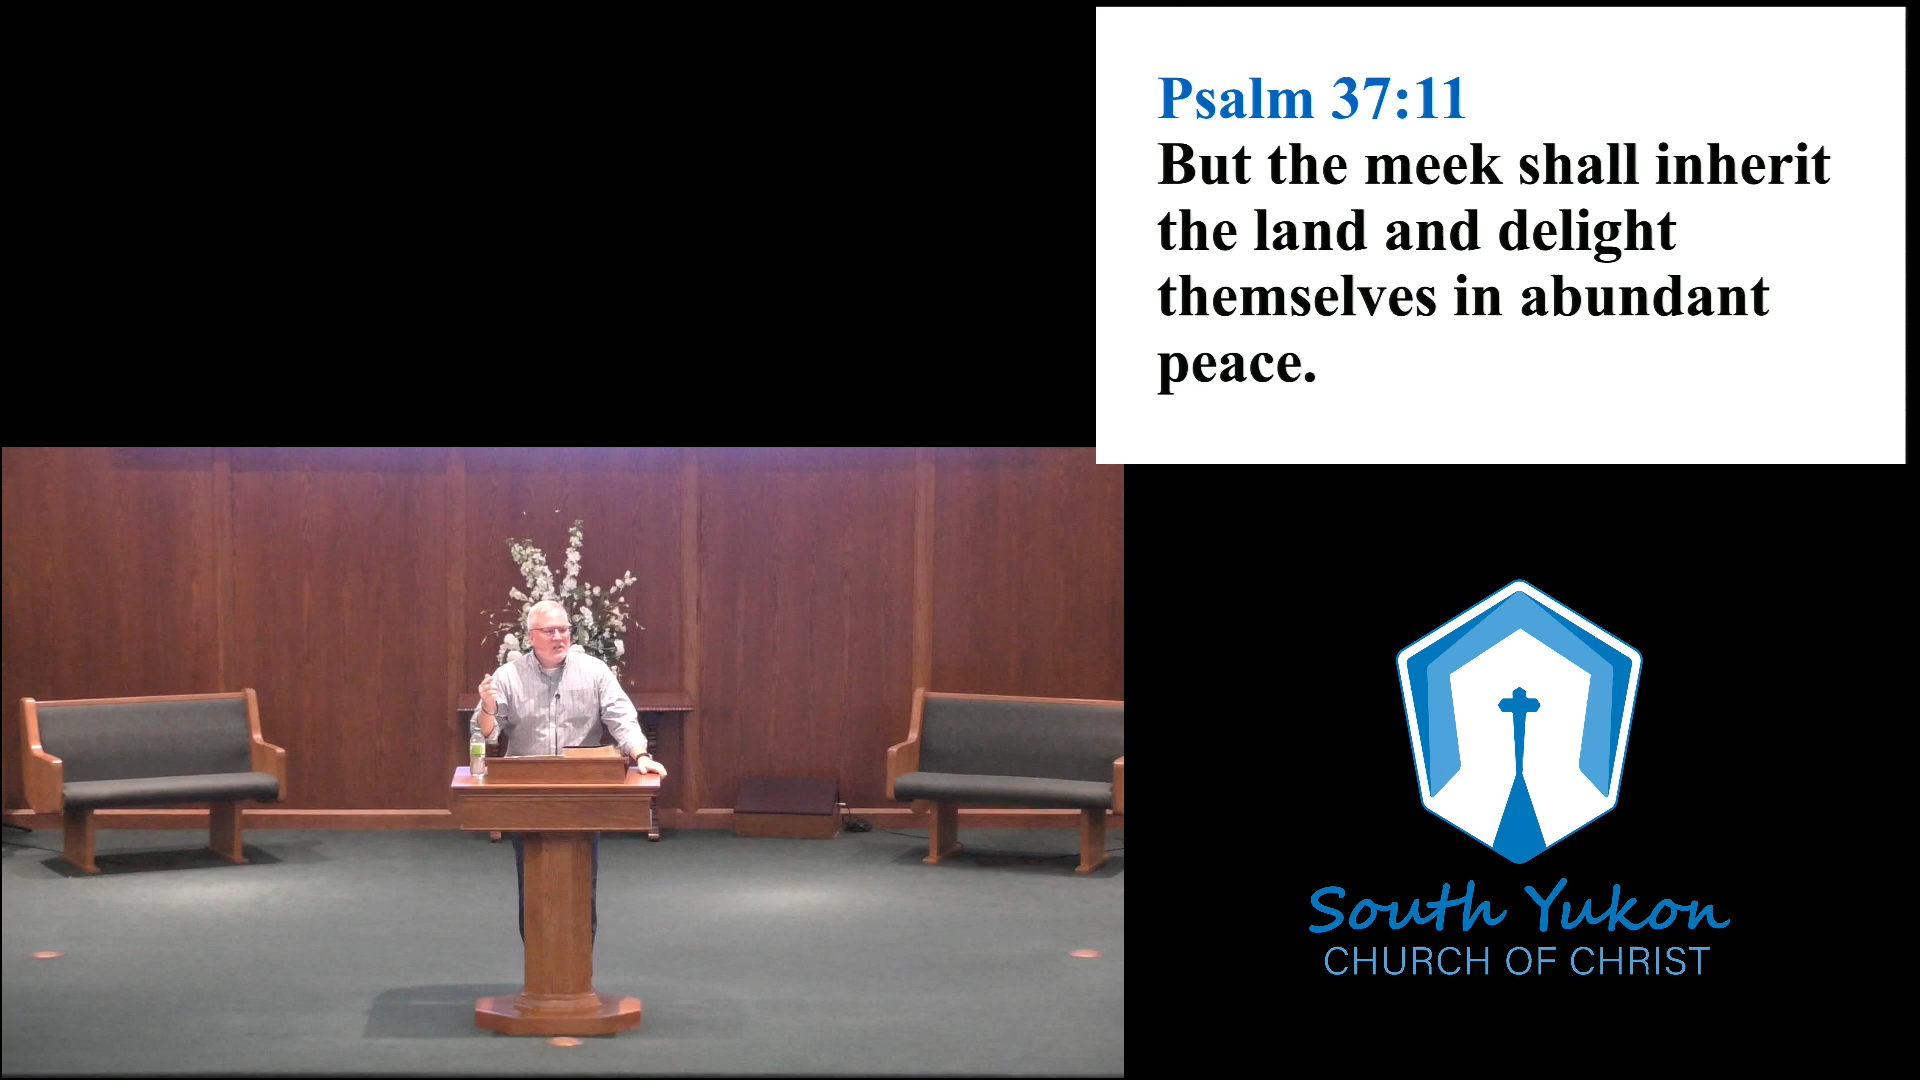 Psalm 37:11
But the meek shall inherit
the land and delight
themselves in abundant
peace.
South Yukon
CHURCH OF CHRIST